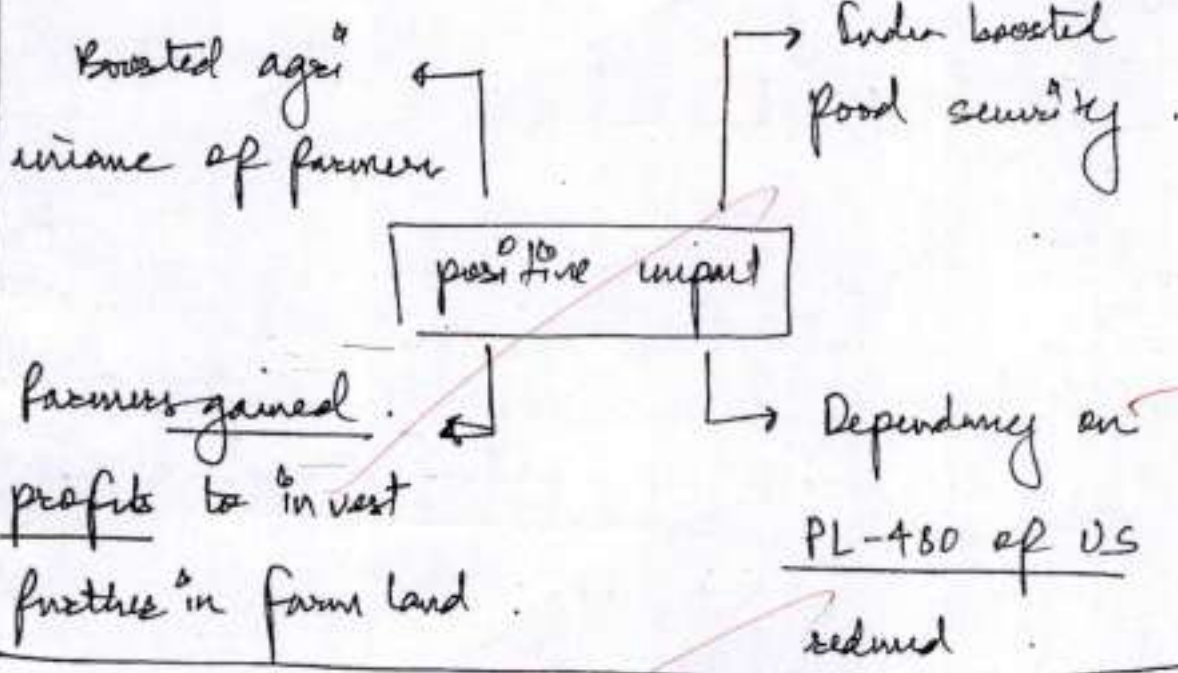 Boosted agri
income of farmers
India boosted
food security .
positive impact
farmers gained .
profits to invest
further in farm land .
Dependency on
PL-480 of US
reduced .